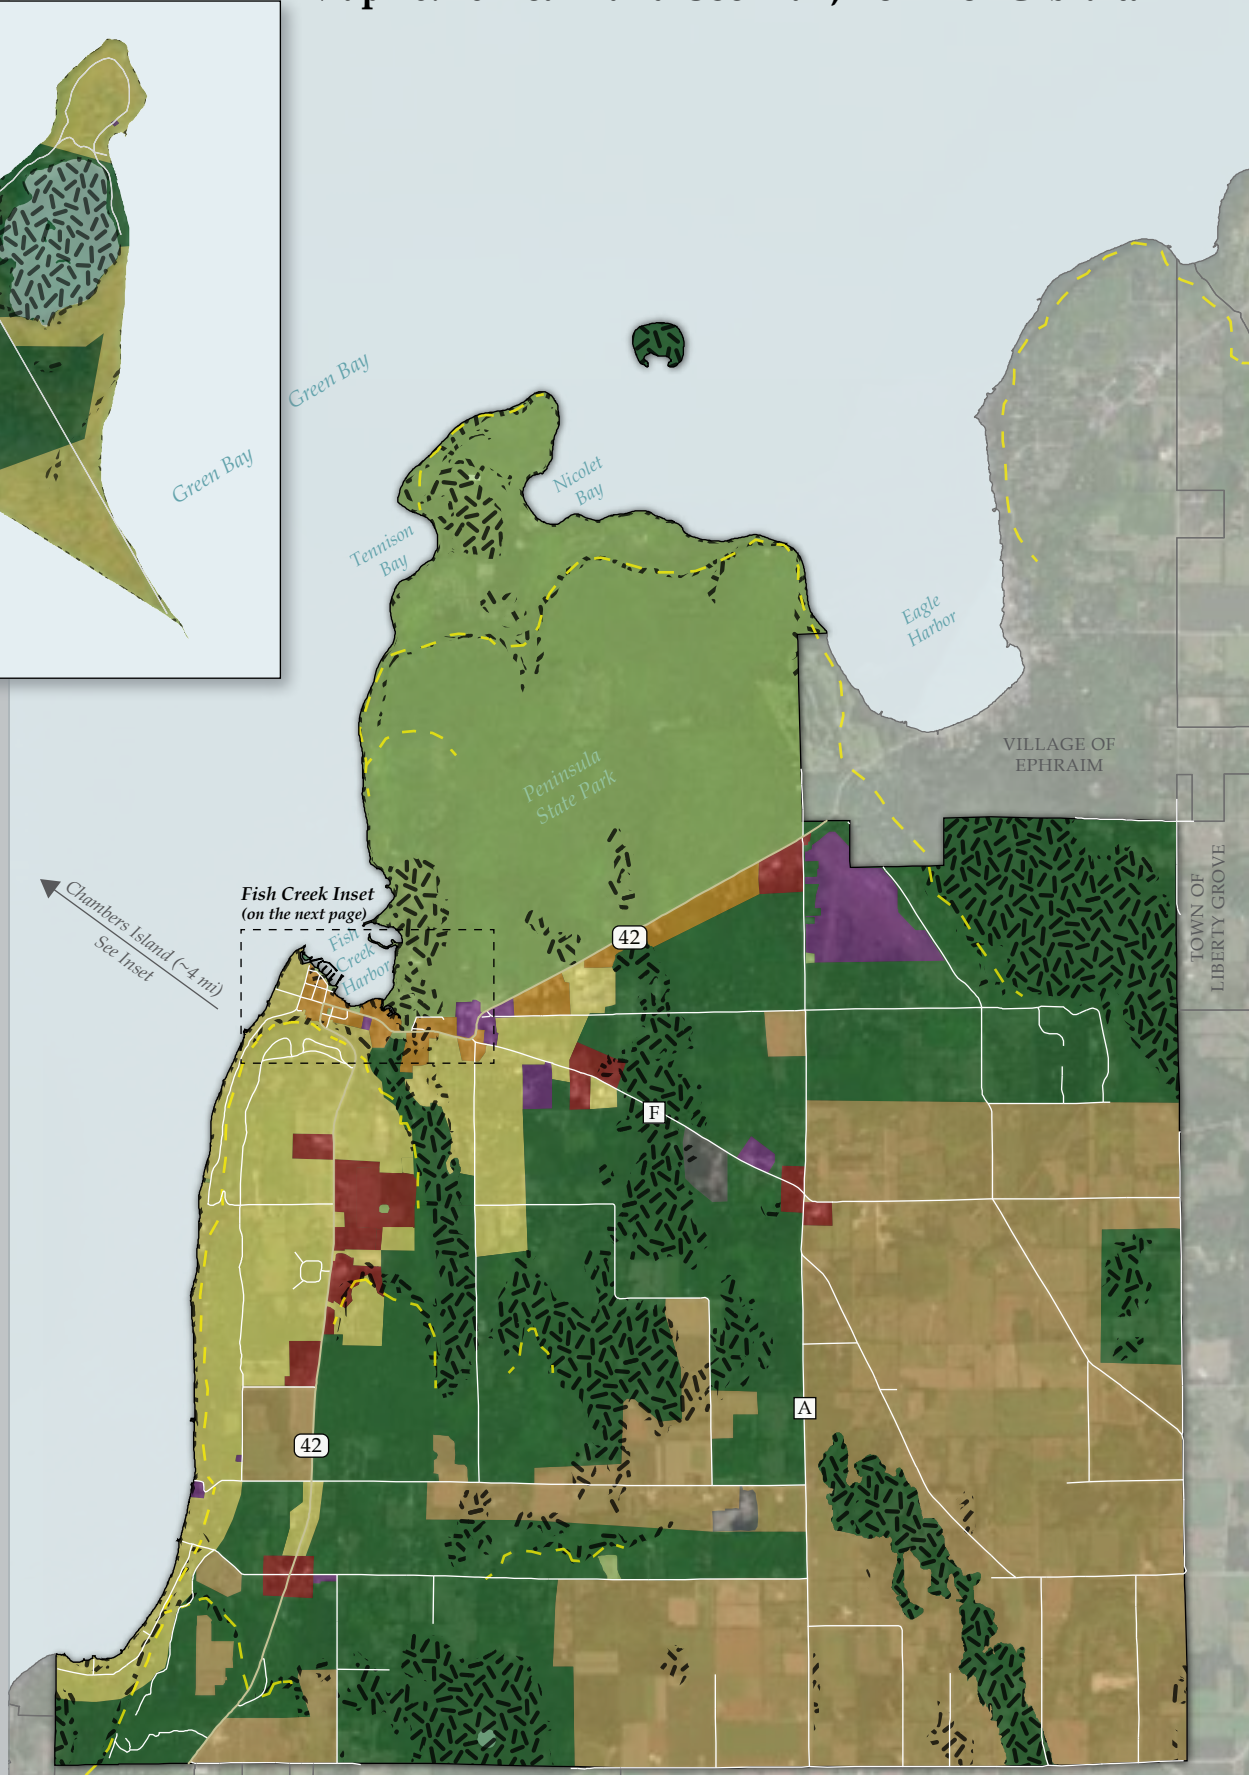 Green Bay
Green Bay
Nicolet
Bay
Tennison
Bay
Eagle
Harbor
VILLAGE OF
EPHRAIM
Peninsula
State Park
TOWN OF
LIBERTY GROVE
Chambers Island (~4 mi)
See Inset
Fish Creek Inset
(on the next page)
Fish
Creek
Harbor
42
F
A
42